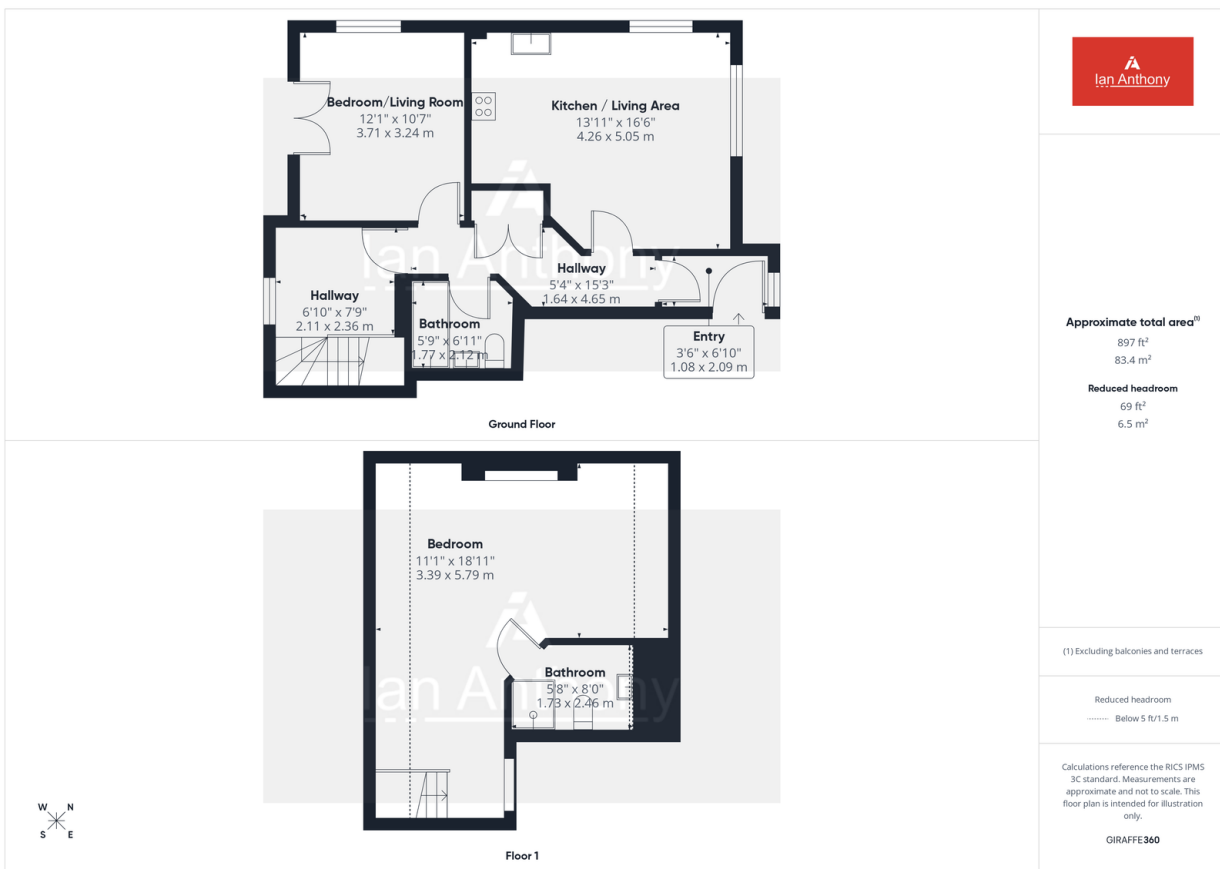 Bedroom/Living Room
12'1" x 10'7"
3.71 x 3.24 m
Kitchen / Living Area
13'11" x 16'6"
4.26 x 5.05 m
Hallway
5'4" x 15'3"
1.64 x 4.65 m
Hallway
6'10" x 7'9"
2.11 x 2.36 m
Bathroom
5'9" x 6'11"
1.77 x 2.12 m
Entry
3'6" x 6'10"
1.08 x 2.09 m
Ian Anthony
Ground Floor
Bedroom
11'1" x 18'11"
3.39 x 5.79 m
Bathroom
5'8" x 8'0"
1.73 x 2.46 m
Ian Anthony
Floor 1
W N
S E
Ian Anthony
Approximate total area(1)
897 ft²
83.4 m²
Reduced headroom
69 ft²
6.5 m²
(1) Excluding balconies and terraces
Reduced headroom
Below 5 ft/1.5 m
Calculations reference the RICS IPMS
3C standard. Measurements are
approximate and not to scale. This
floor plan is intended for illustration
only.
GIRAFFE360